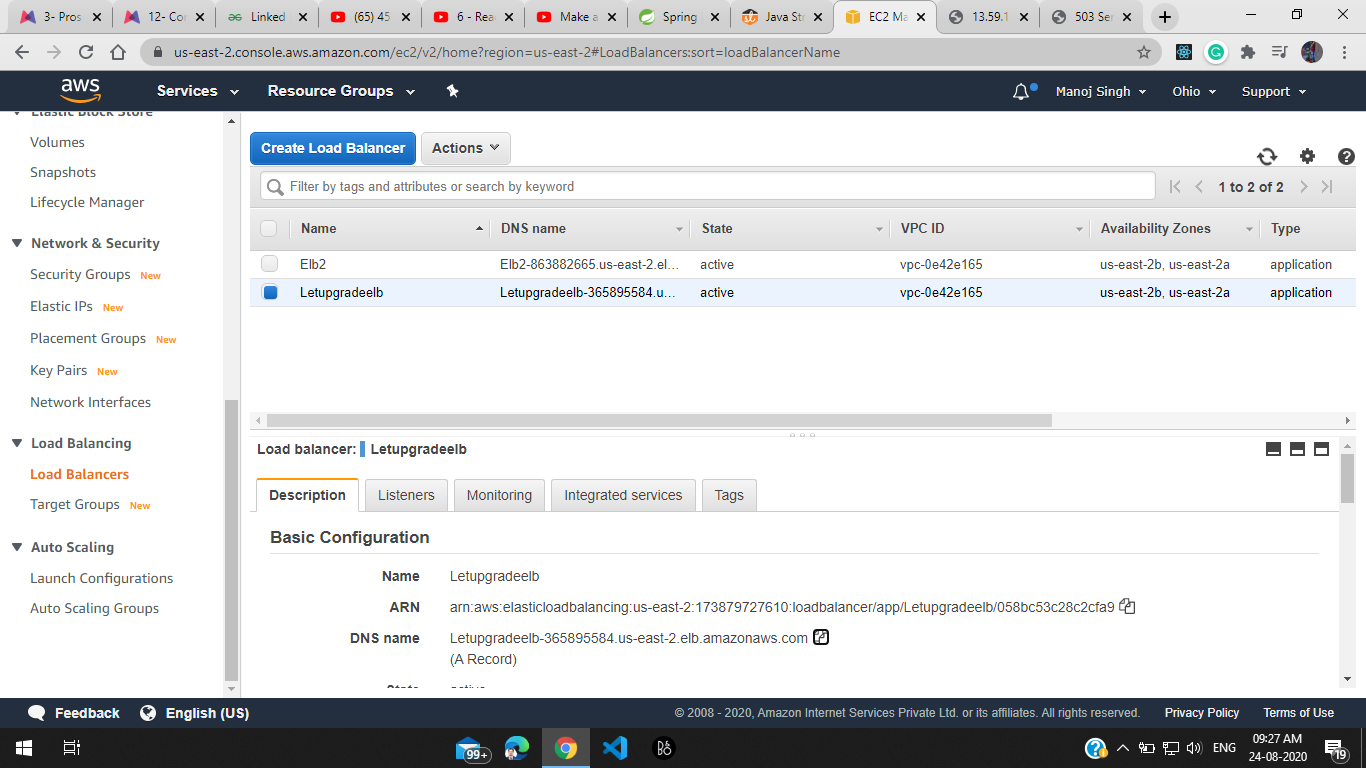 3- Pros
12- Cor
Linked
(65) 45
6 - Rea
Make a
Spring
Java Str
EC2 Ma
13.59.1
503 Ser
us-east-2.console.aws.amazon.com/ec2/v2/home?region=us-east-2#LoadBalancers:sort=loadBalancerName
aws Services Resource Groups Manoj Singh Ohio Support
Elastic Block Store
Volumes
Snapshots
Lifecycle Manager
Network & Security
Security Groups New
Elastic IPs New
Placement Groups New
Key Pairs New
Network Interfaces
Load Balancing
Load Balancers
Target Groups New
Auto Scaling
Launch Configurations
Auto Scaling Groups
Create Load Balancer Actions
Filter by tags and attributes or search by keyword 1 to 2 of 2
Name DNS name State VPC ID Availability Zones Type
Elb2 Elb2-863882665.us-east-2.el... active vpc-0e42e165 us-east-2b, us-east-2a application
Letupgradeelb Letupgradeelb-365895584.u... active vpc-0e42e165 us-east-2b, us-east-2a application
Load balancer: Letupgradeelb
Description Listeners Monitoring Integrated services Tags
Basic Configuration
Name Letupgradeelb
ARN arn:aws:elasticloadbalancing:us-east-2:173879727610:loadbalancer/app/Letupgradeelb/058bc53c28c2cfa9
DNS name Letupgradeelb-365895584.us-east-2.elb.amazonaws.com
(A Record)
State active
Feedback English (US) © 2008 - 2020, Amazon Internet Services Private Ltd. or its affiliates. All rights reserved. Privacy Policy Terms of Use
99+
ENG
09:27 AM
24-08-2020
19